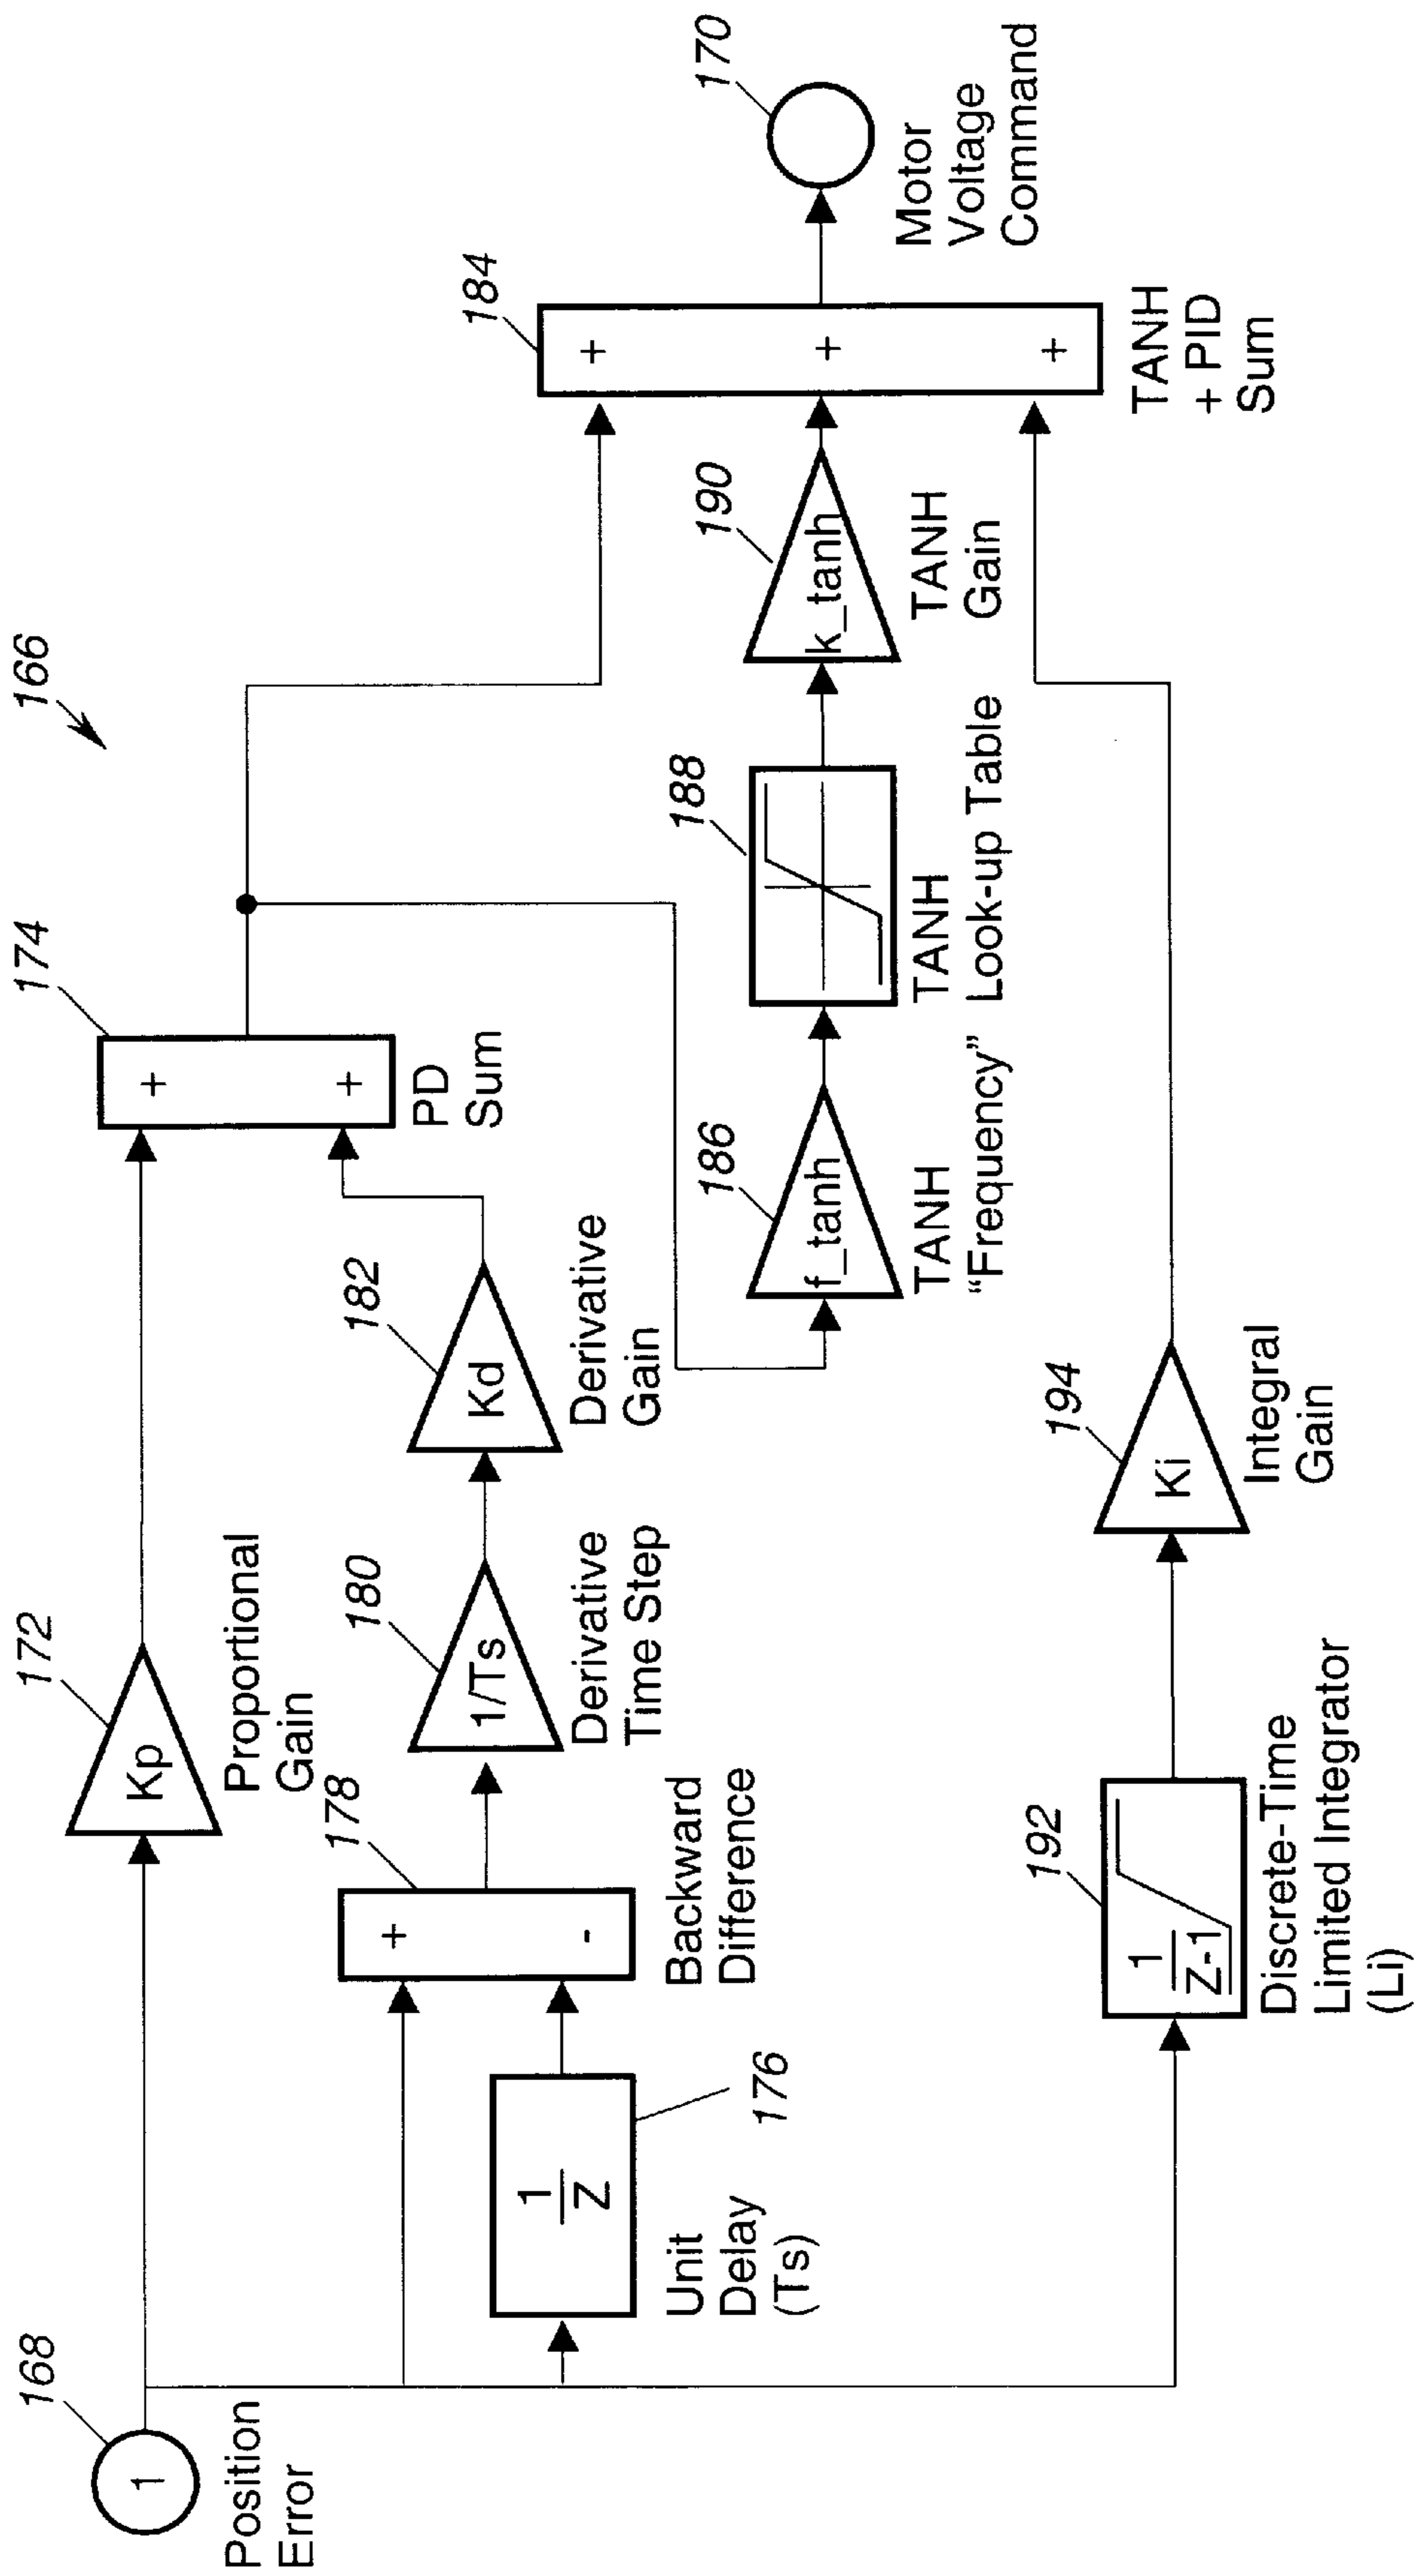 166
168
1
Position
Error
172
Kp
Proportional
Gain
174
+
+
PD
Sum
176
1
Z
Unit
Delay
(Ts)
178
+
-
Backward
Difference
180
1/Ts
Derivative
Time Step
182
Kd
Derivative
Gain
186
f_tanh
TANH
“Frequency”
188
TANH
Look-up Table
190
k_tanh
TANH
Gain
192
1
Z-1
Discrete-Time
Limited Integrator
(Li)
194
Ki
Integral
Gain
184
+
+
+
TANH
+ PID
Sum
170
Motor
Voltage
Command